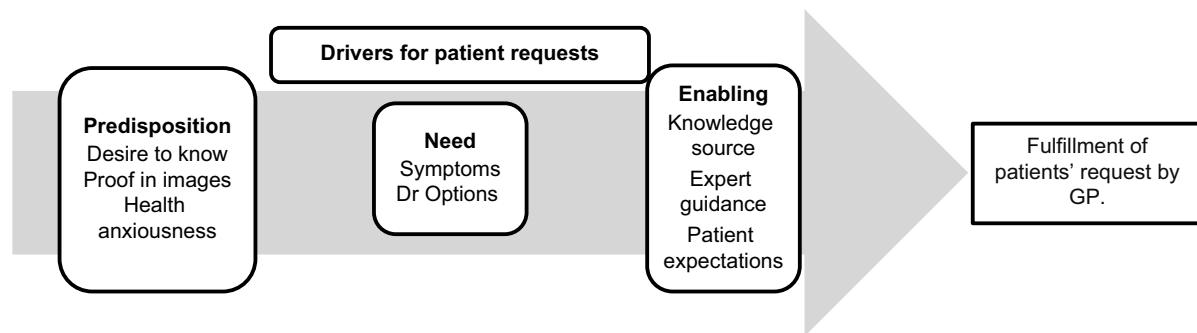 Drivers for patient requests
Predisposition
Desire to know
Proof in images
Health
anxiousness
Need
Symptoms
Dr Options
Enabling
Knowledge
source
Expert
guidance
Patient
expectations
Fulfillment of
patients' request by
GP.